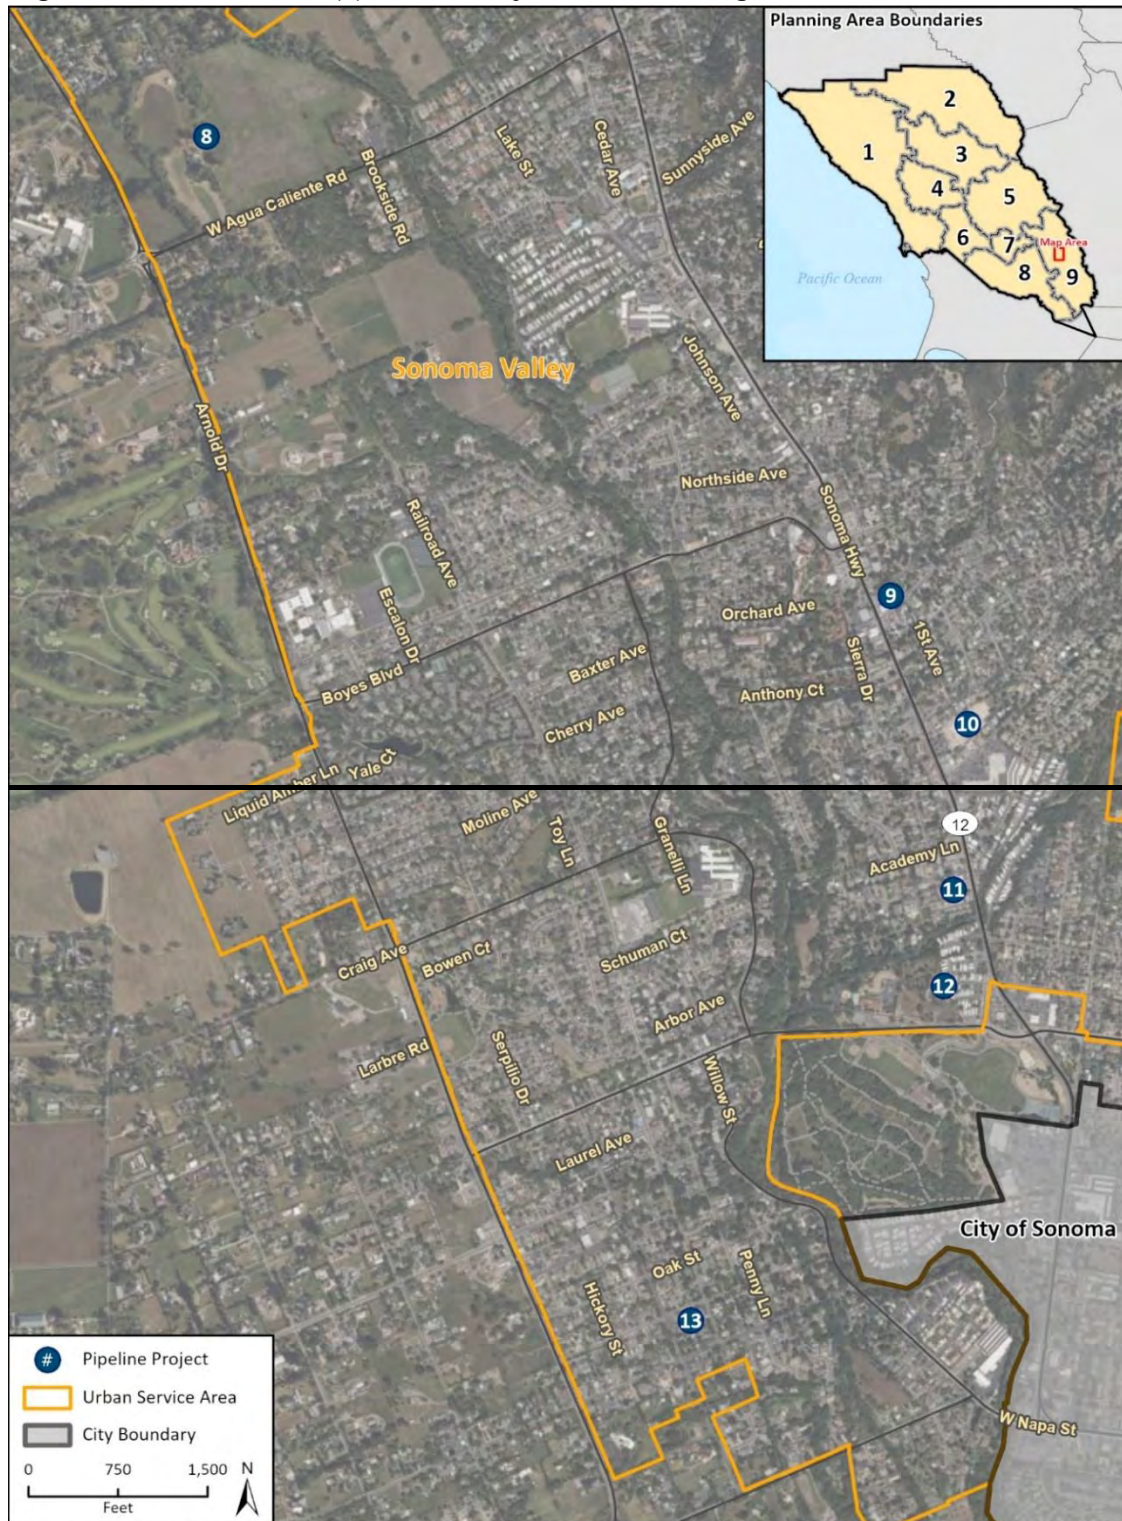 Planning Area Boundaries
2
1
3
4
5
6
7
Map Area
8
9
Pacific Ocean
8
W Agua Caliente Rd
Brookside Rd
Lake St
Cedar Ave
Sunnyside Ave
Sonoma Valley
Johnson Ave
Arnold Dr
Northside Ave
Sonoma Hwy
Railroad Ave
Escalon Dr
9
Orchard Ave
1St Ave
Baxter Ave
Sierra Dr
Boyes Blvd
Anthony Ct
Cherry Ave
10
Yale Ct
Liquid Amber Ln
Moline Ave
Toy Ln
Granelli Ln
12
Academy Ln
11
Craig Ave
Bowen Ct
Schuman Ct
12
Arbor Ave
Larbre Rd
Serpilio Dr
Willow St
Laurel Ave
City of Sonoma
Oak St
Penny Ln
Hickory St
13
W Napa St
# Pipeline Project
Urban Service Area
City Boundary
0 750 1,500
Feet
N